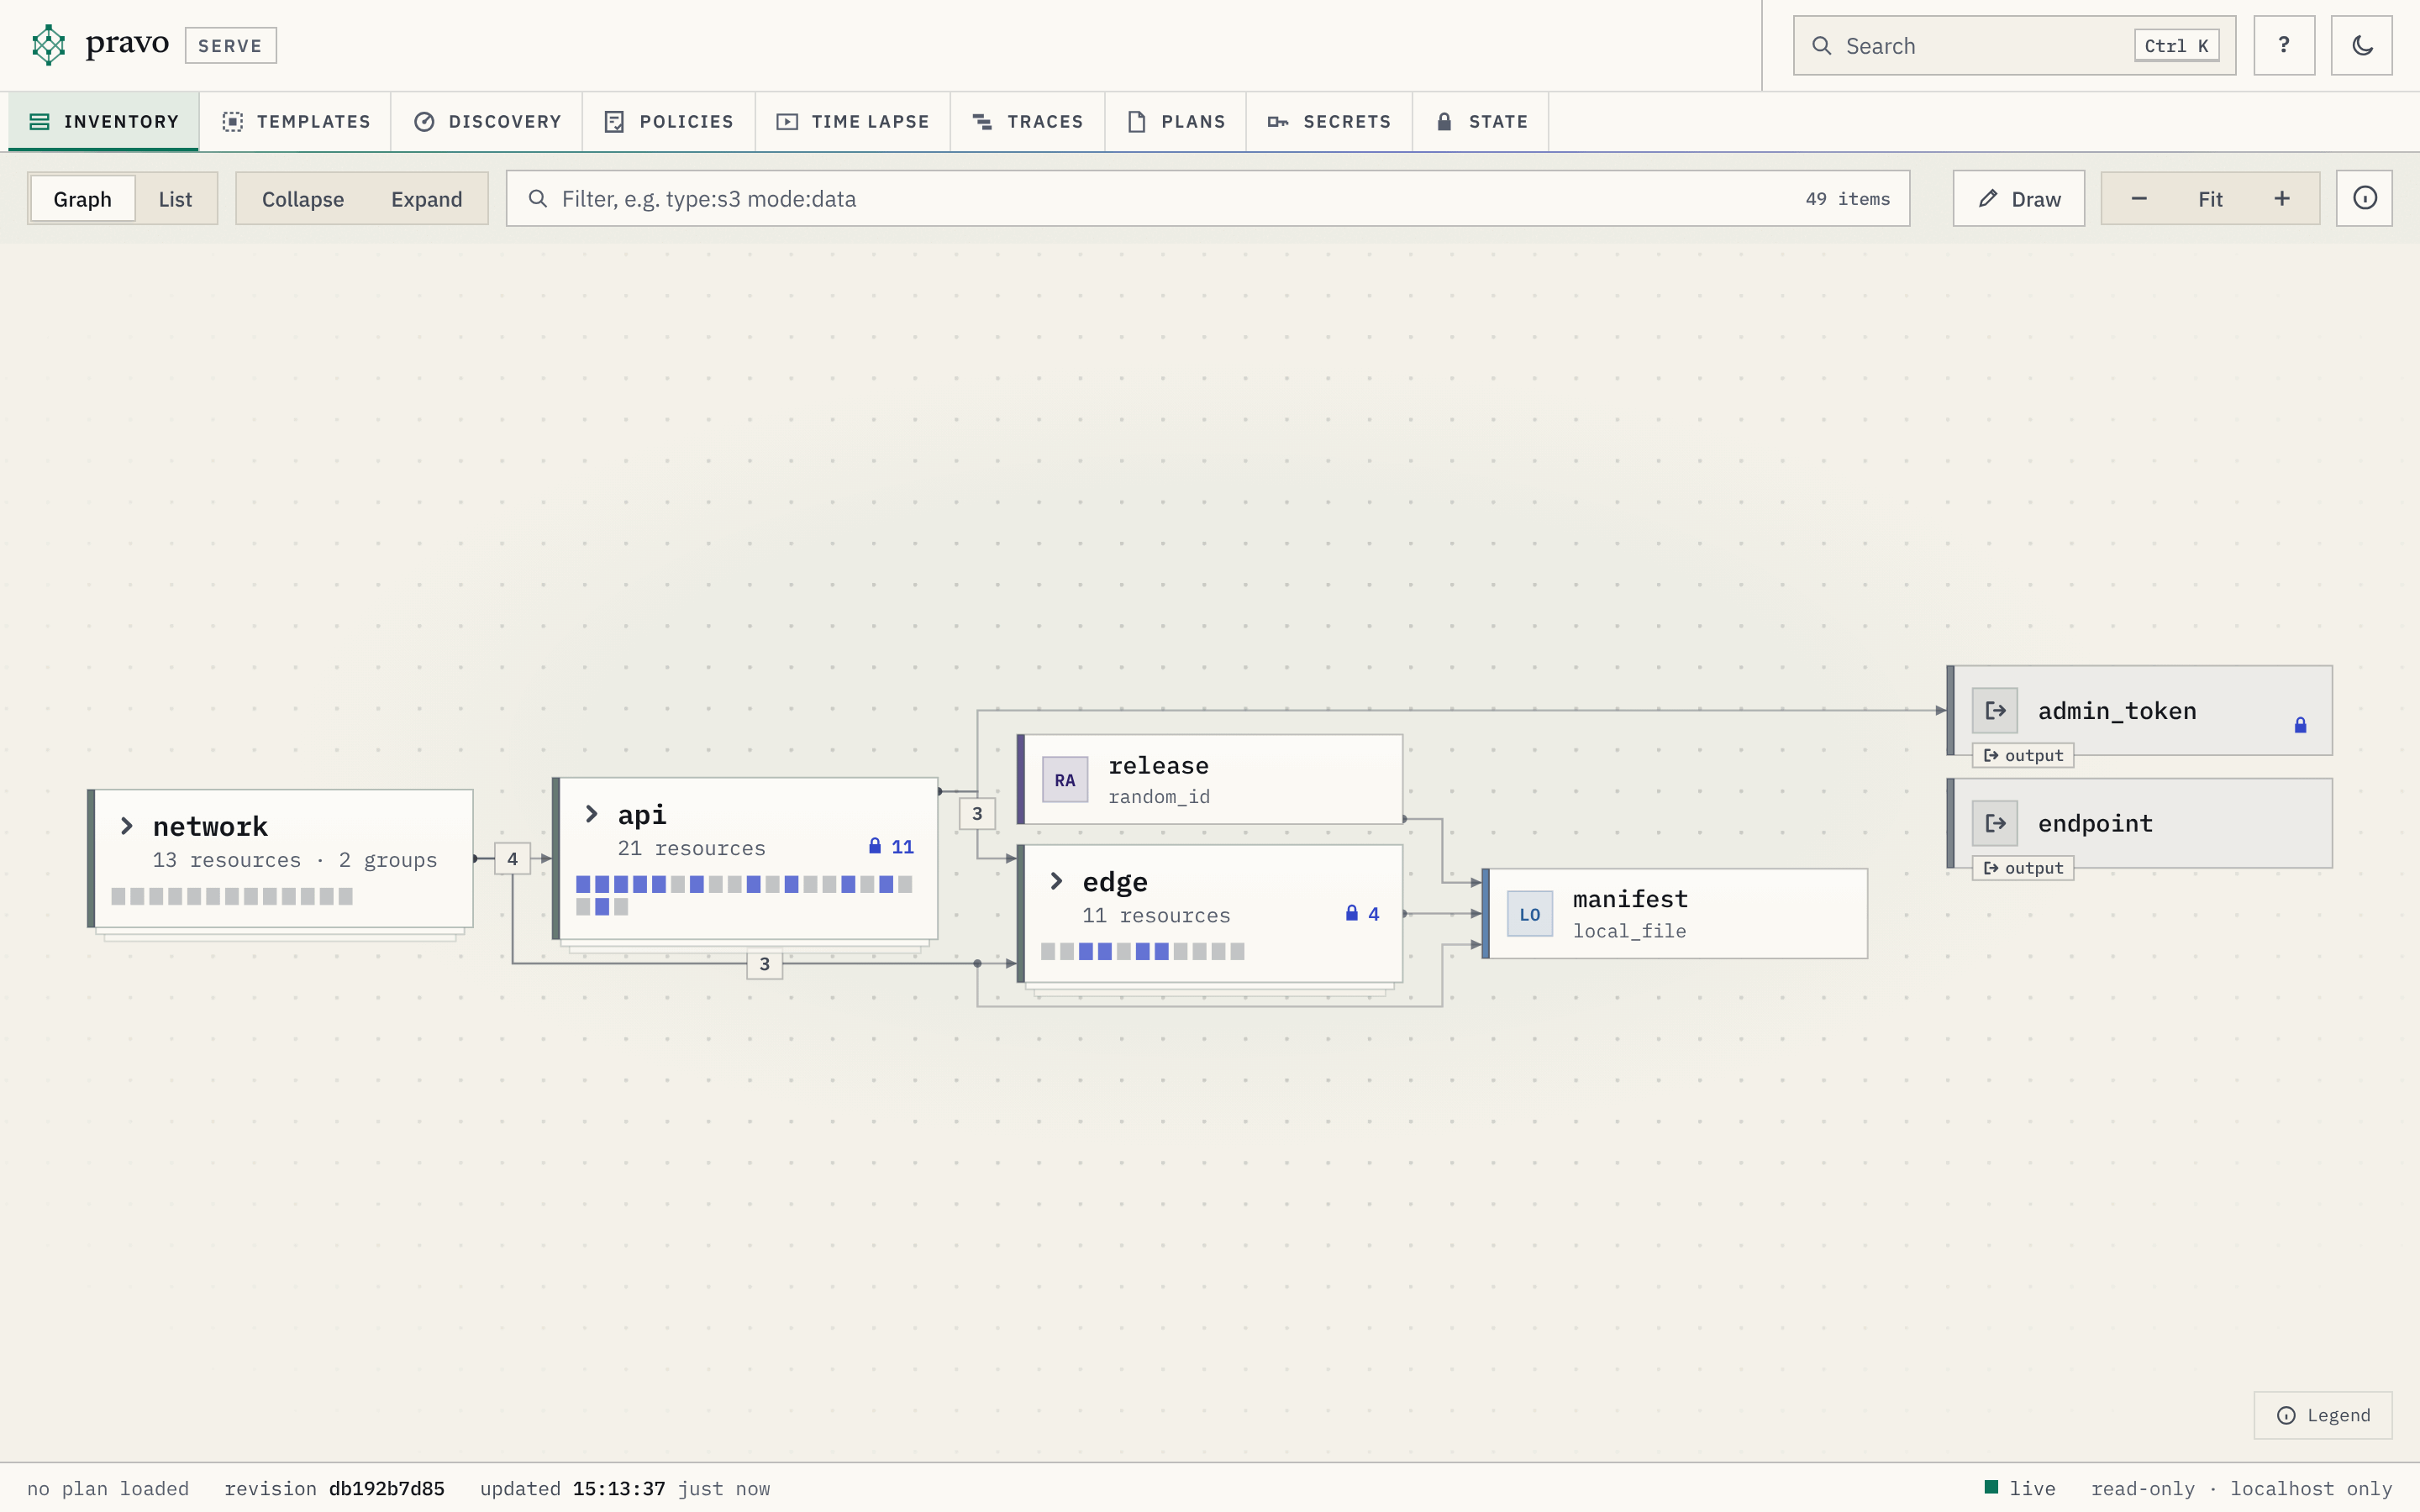 pravo SERVE
Search Ctrl K ?
INVENTORY TEMPLATES DISCOVERY POLICIES TIME LAPSE TRACES PLANS SECRETS STATE
Graph List Collapse Expand Filter, e.g. type:s3 mode:data 49 items Draw − Fit +
network
13 resources · 2 groups
4
api
21 resources
11
3
3
RA
release
random_id
edge
11 resources
4
LO
manifest
local_file
admin_token
output
endpoint
output
Legend
no plan loaded revision db192b7d85 updated 15:13:37 just now
live read-only · localhost only